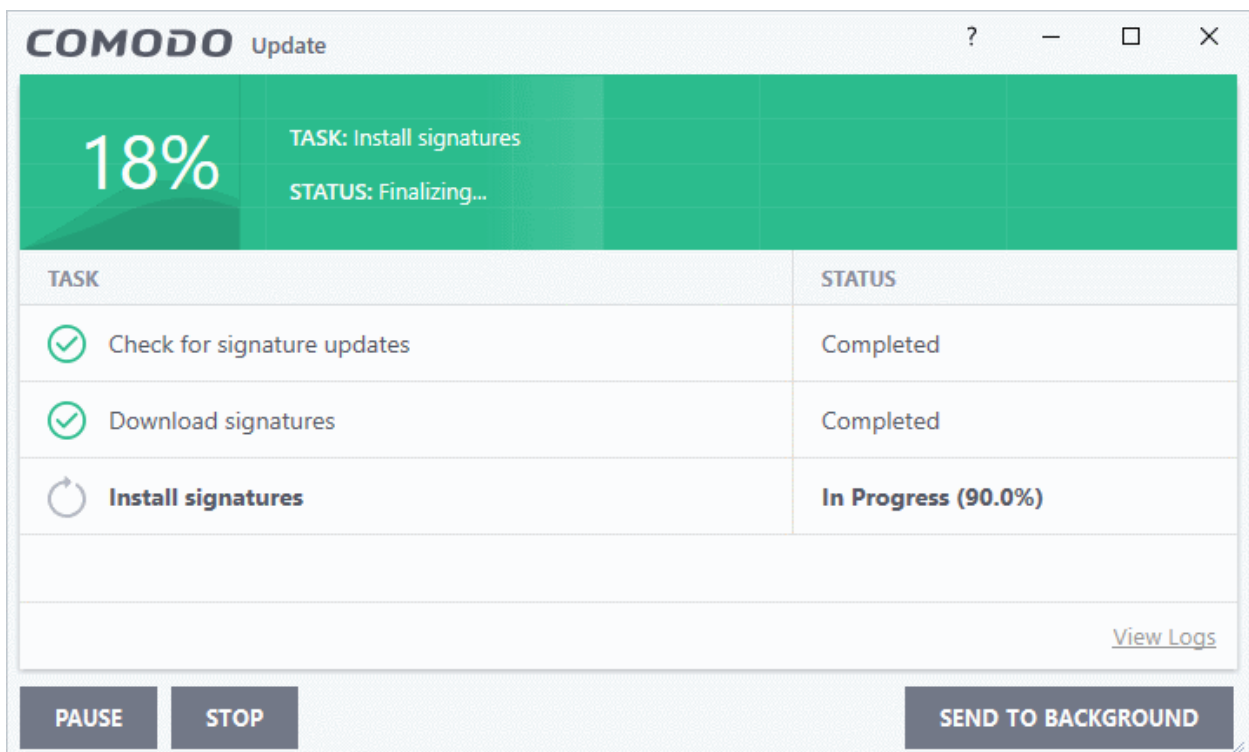 COMODO Update ?
18%
TASK: Install signatures
STATUS: Finalizing...
TASK STATUS
Check for signature updates Completed
Download signatures Completed
Install signatures In Progress (90.0%)
View Logs
PAUSE STOP SEND TO BACKGROUND